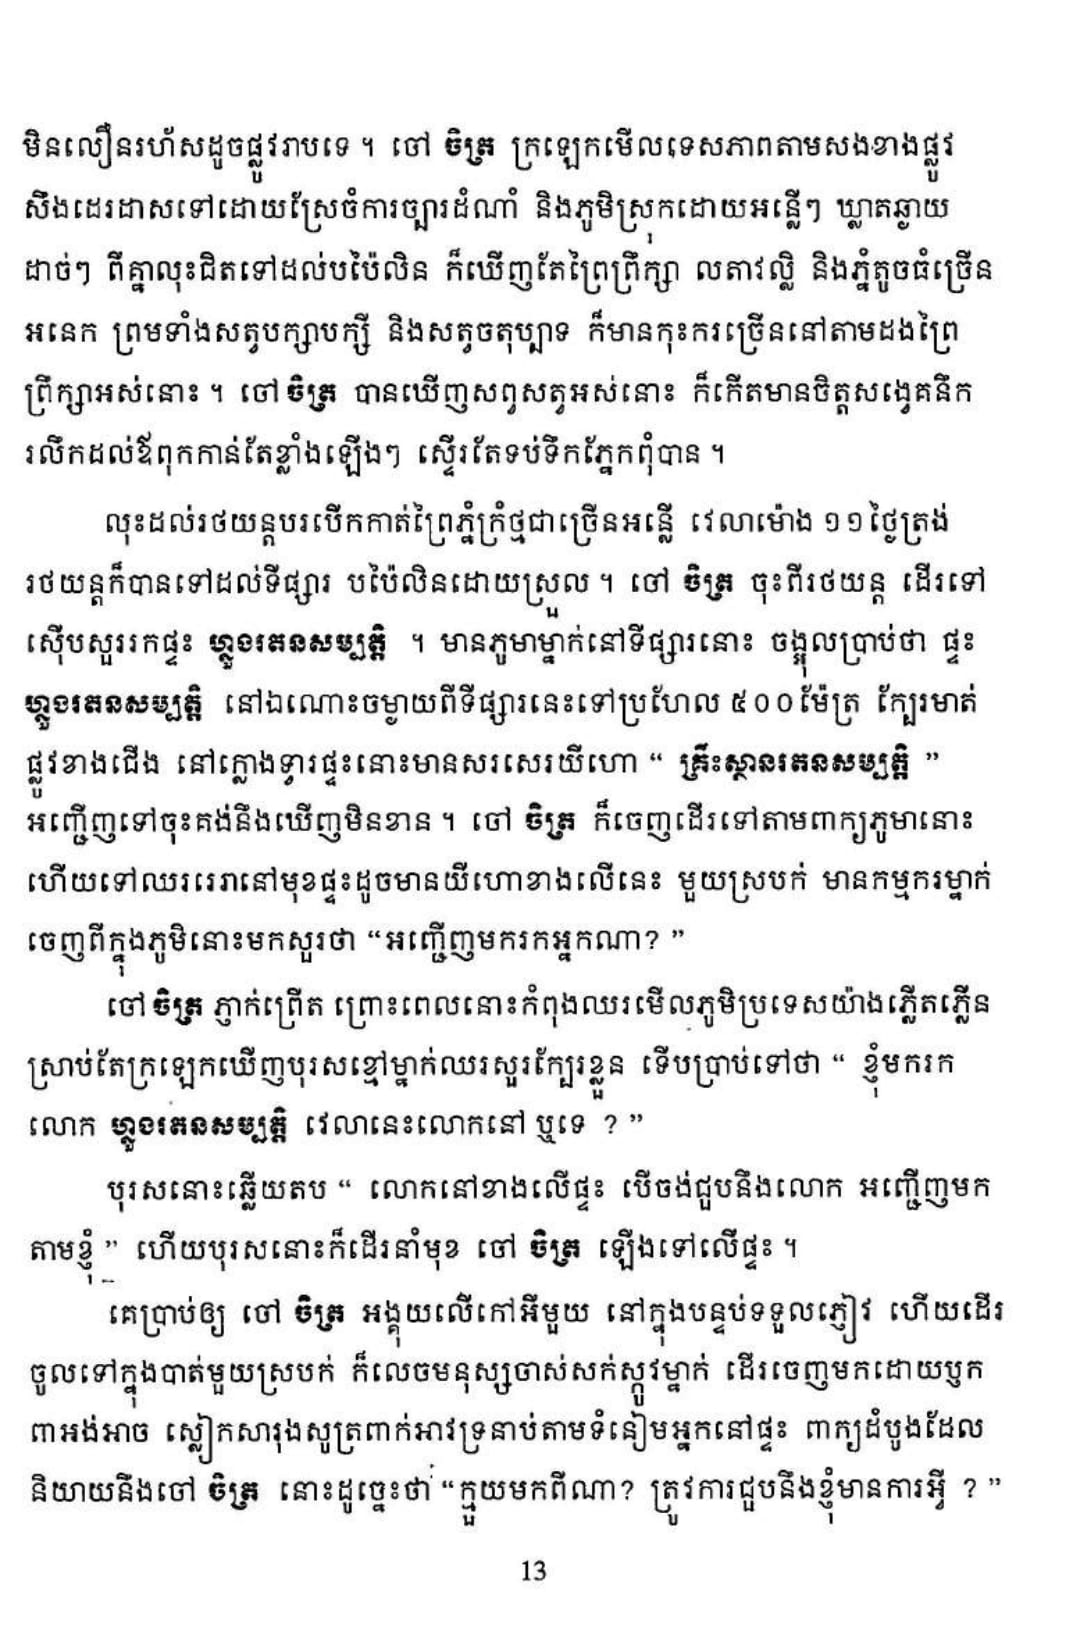 មិនលឿនរហ័សដូចផ្លូវរាបទេ ។ ចៅ ចិត្រ ក្រឡេកមើលទេសភាពតាមសងខាងផ្លូវ
សឹងដេរដាសទៅដោយស្រែចំការច្បារដំណាំ និងភូមិស្រុកដោយអន្លើៗ ឃ្លាតឆ្ងាយ
ដាច់ៗ ពីគ្នាលុះជិតទៅដល់បប៉ៃលិន ក៏ឃើញតែព្រៃព្រឹក្សា លតាវល្លិ និងភ្នំតូចធំច្រើន
អនេក ព្រមទាំងសត្វបក្សាបក្សី និងសត្វចតុប្បាទ ក៏មានកុះករច្រើននៅតាមដងព្រៃ
ព្រឹក្សាអស់នោះ ។ ចៅ ចិត្រ បានឃើញសព្វសត្វអស់នោះ ក៏កើតមានចិត្តសង្វេគនឹក
រលឹកដល់ឪពុកកាន់តែខ្លាំងឡើងៗ ស្ទើរតែទប់ទឹកភ្នែកពុំបាន ។
លុះដល់រថយន្តបរបើកកាត់ព្រៃភ្នំក្រំថ្មជាច្រើនអន្លើ វេលាម៉ោង ១១ថ្ងៃត្រង់
រថយន្តក៏បានទៅដល់ទីផ្សារ បប៉ៃលិនដោយស្រួល ។ ចៅ ចិត្រ ចុះពីរថយន្ត ដើរទៅ
ស៊ើបសួររកផ្ទះ ហ្លួងរតនសម្បត្តិ ។ មានភូមាម្នាក់នៅទីផ្សារនោះ ចង្អុលប្រាប់ថា ផ្ទះ
ហ្លួងរតនសម្បត្តិ នៅឯណោះចម្ងាយពីទីផ្សារនេះទៅប្រហែល ៥០០ម៉ែត្រ ក្បែរមាត់
ផ្លូវខាងជើង នៅក្លោងទ្វារផ្ទះនោះមានសរសេរយីហោ “ គ្រឹះស្ថានរតនសម្បត្តិ ”
អញ្ជើញទៅចុះគង់នឹងឃើញមិនខាន ។ ចៅ ចិត្រ ក៏ចេញដើរទៅតាមពាក្យភូមានោះ
ហើយទៅឈររេរានៅមុខផ្ទះដូចមានយីហោខាងលើនេះ មួយស្របក់ មានកម្មករម្នាក់
ចេញពីក្នុងភូមិនោះមកសួរថា “អញ្ជើញមករកអ្នកណា? ”
ចៅ ចិត្រ ភ្ញាក់ព្រើត ព្រោះពេលនោះកំពុងឈរមើលភូមិប្រទេសយ៉ាងភ្លើតភ្លើន
ស្រាប់តែក្រឡេកឃើញបុរសខ្មៅម្នាក់ឈរសួរក្បែរខ្លួន ទើបប្រាប់ទៅថា “ ខ្ញុំមករក
លោក ហ្លួងរតនសម្បត្តិ វេលានេះលោកនៅ ឬទេ ? ”
បុរសនោះឆ្លើយតប “ លោកនៅខាងលើផ្ទះ បើចង់ជួបនឹងលោក អញ្ជើញមក
តាមខ្ញុំ ” ហើយបុរសនោះក៏ដើរនាំមុខ ចៅ ចិត្រ ឡើងទៅលើផ្ទះ ។
គេប្រាប់ឲ្យ ចៅ ចិត្រ អង្គុយលើកៅអីមួយ នៅក្នុងបន្ទប់ទទួលភ្ញៀវ ហើយដើរ
ចូលទៅក្នុងបាត់មួយស្របក់ ក៏លេចមនុស្សចាស់សក់ស្កូវម្នាក់ ដើរចេញមកដោយឫក
ពាអង់អាច ស្លៀកសារុងសូត្រពាក់អាវទ្រនាប់តាមទំនៀមអ្នកនៅផ្ទះ ពាក្យដំបូងដែល
និយាយនឹងចៅ ចិត្រ នោះដូច្នេះថា “ក្មួយមកពីណា? ត្រូវការជួបនឹងខ្ញុំមានការអ្វី ? ”
13